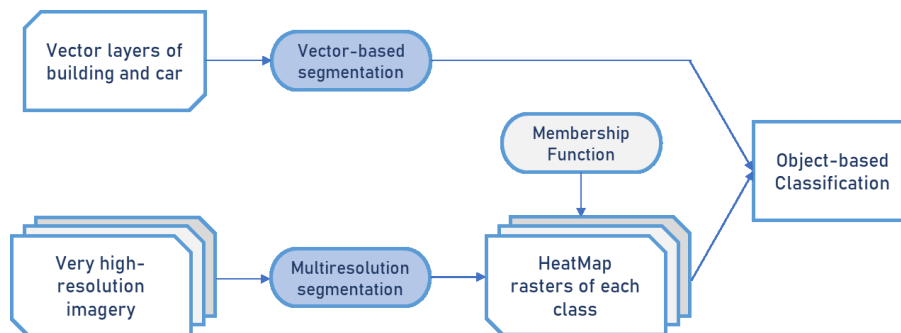 Vector layers of
building and car
Vector-based
segmentation
Membership
Function
Object-based
Classification
Very high-
resolution
imagery
Multiresolution
segmentation
HeatMap
rasters of each
class